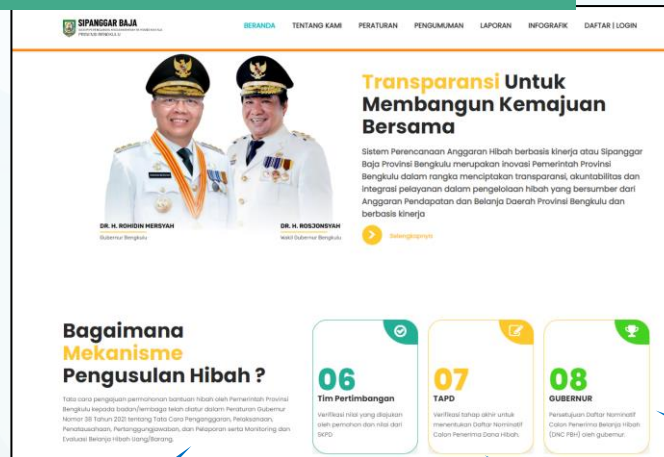 SIPANGGAR BAJA
PROVINSI BENGKULU
BERANDA TENTANG KAMI PERATURAN PENGUMUMAN LAPORAN INFOGRAFIK DAFTAR | LOGIN
Transparansi Untuk
Membangun Kemajuan
Bersama
Sistem Perencanaan Anggaran Hibah berbasis kinerja atau Sipanggar
Baja Provinsi Bengkulu merupakan inovasi Pemerintah Provinsi
Bengkulu dalam rangka menciptakan transparansi, akuntabilitas dan
integrasi pelayanan dalam pengelolaan hibah yang bersumber dari
Anggaran Pendapatan dan Belanja Daerah Provinsi Bengkulu dan
berbasis kinerja
Selengkapnya
DR. H. ROHIDIN MERSYAH
Gubernur Bengkulu
DR. H. ROSJONSYAH
Wakil Gubernur Bengkulu
Bagaimana
Mekanisme
Pengusulan Hibah ?
Tata cara pengajuan permohonan bantuan hibah oleh Pemerintah Provinsi
Bengkulu kepada badan/lembaga telah diatur dalam Peraturan Gubernur
Nomor 38 Tahun 2021 tentang Tata Cara Penganggaran, Pelaksanaan,
Penatausahaan, Pertanggungjawaban, dan Pelaporan serta Monitoring dan
Evaluasi Belanja Hibah Uang/Barang.
06
Tim Pertimbangan
Verifikasi nilai yang diajukan
oleh pemohon dan nilai dari
SKPD
07
TAPD
Verifikasi tahap akhir untuk
menentukan Daftar Nominatif
Calon Penerima Dana Hibah.
08
GUBERNUR
Persetujuan Daftar Nominatif
Calon Penerima Belanja Hibah
(DNC PBH) oleh gubernur.